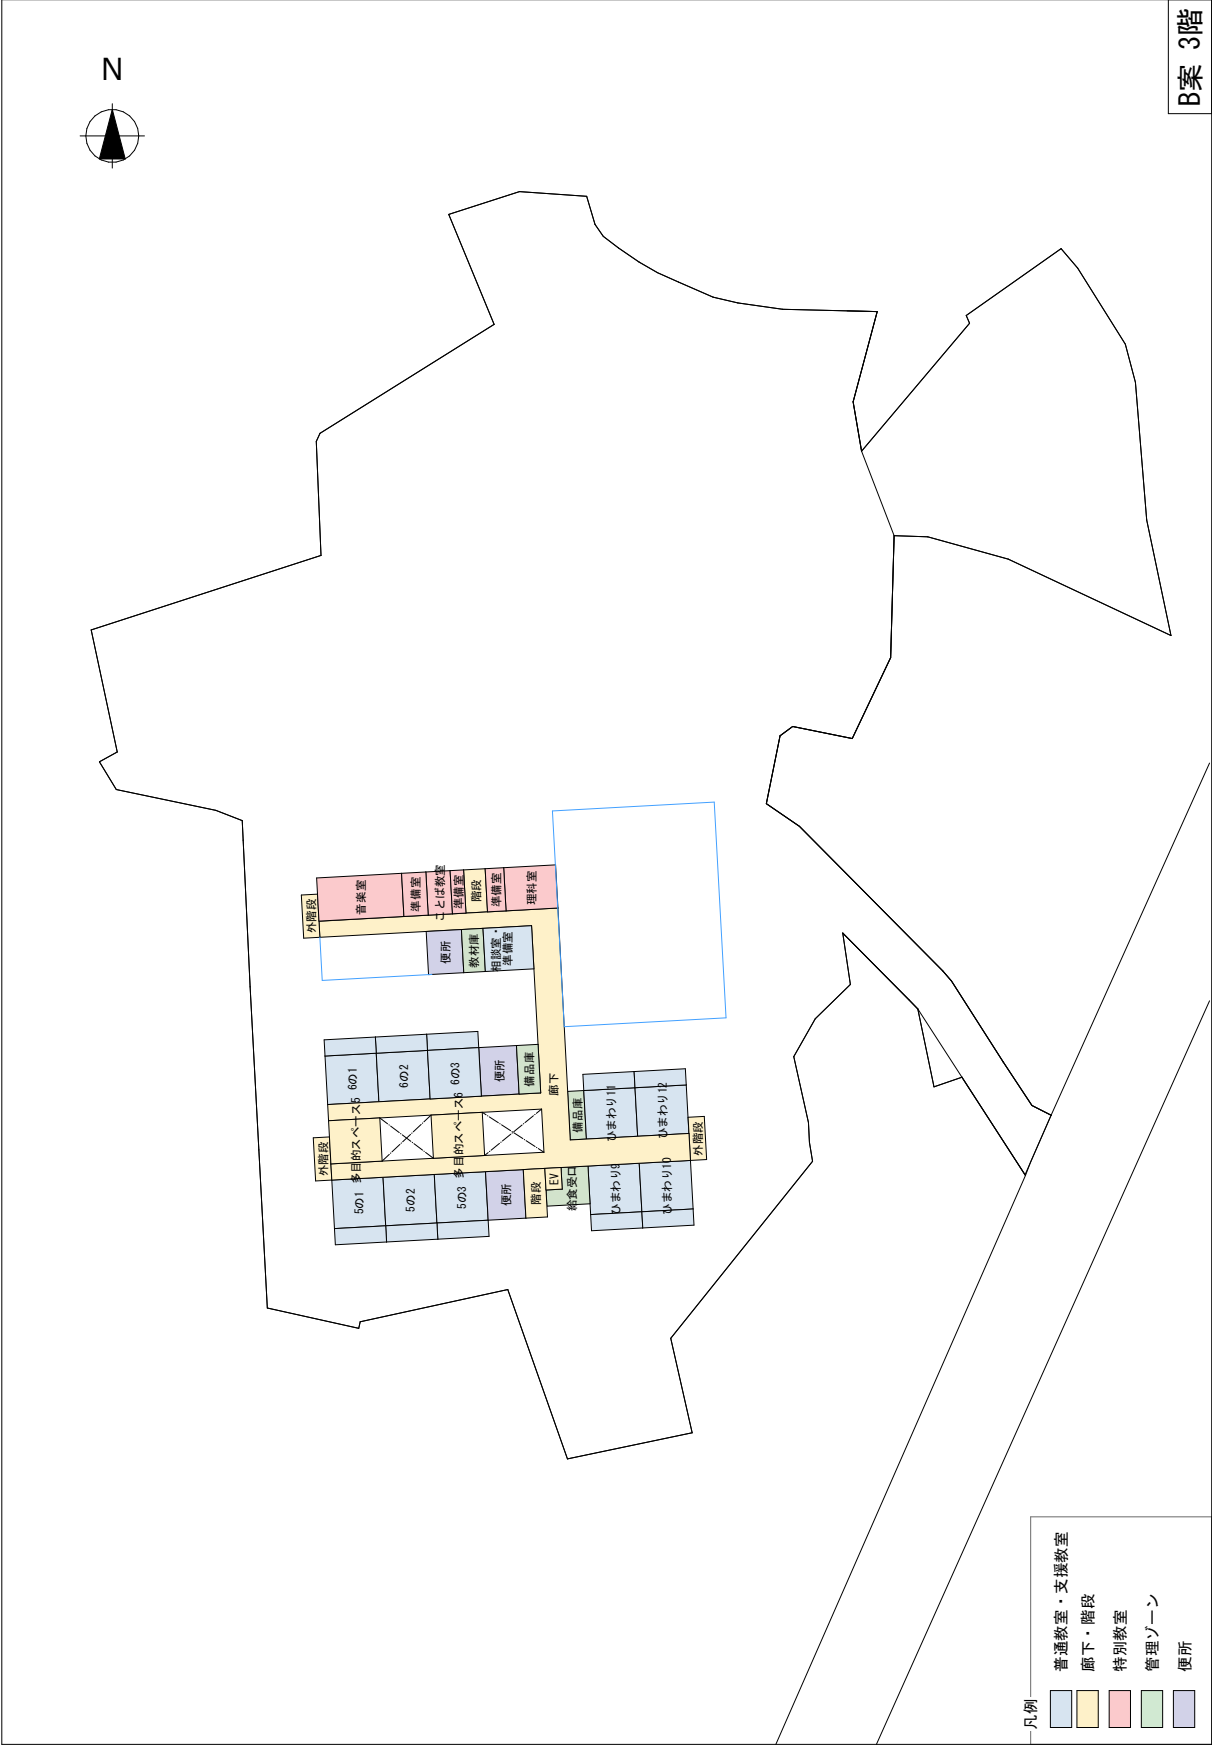 B案 3階
N
外階段
音楽室
準備室
ことば教室
準備室
階段
準備室
理科室
便所
教材庫
相談室・
準備室
6の1
6の2
6の3
便所
備品庫
廊下
備品庫
ひまわり11
ひまわり12
外階段
多目的スペース5
多目的スペース6
外階段
5の1
5の2
5の3
便所
階段
EV
給食受口
ひまわり9
ひまわり10
凡例
普通教室・支援教室
廊下・階段
特別教室
管理ゾーン
便所